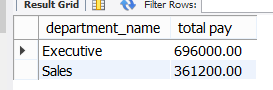 Result Grid Filter Rows:
department_name total pay
Executive 696000.00
Sales 361200.00